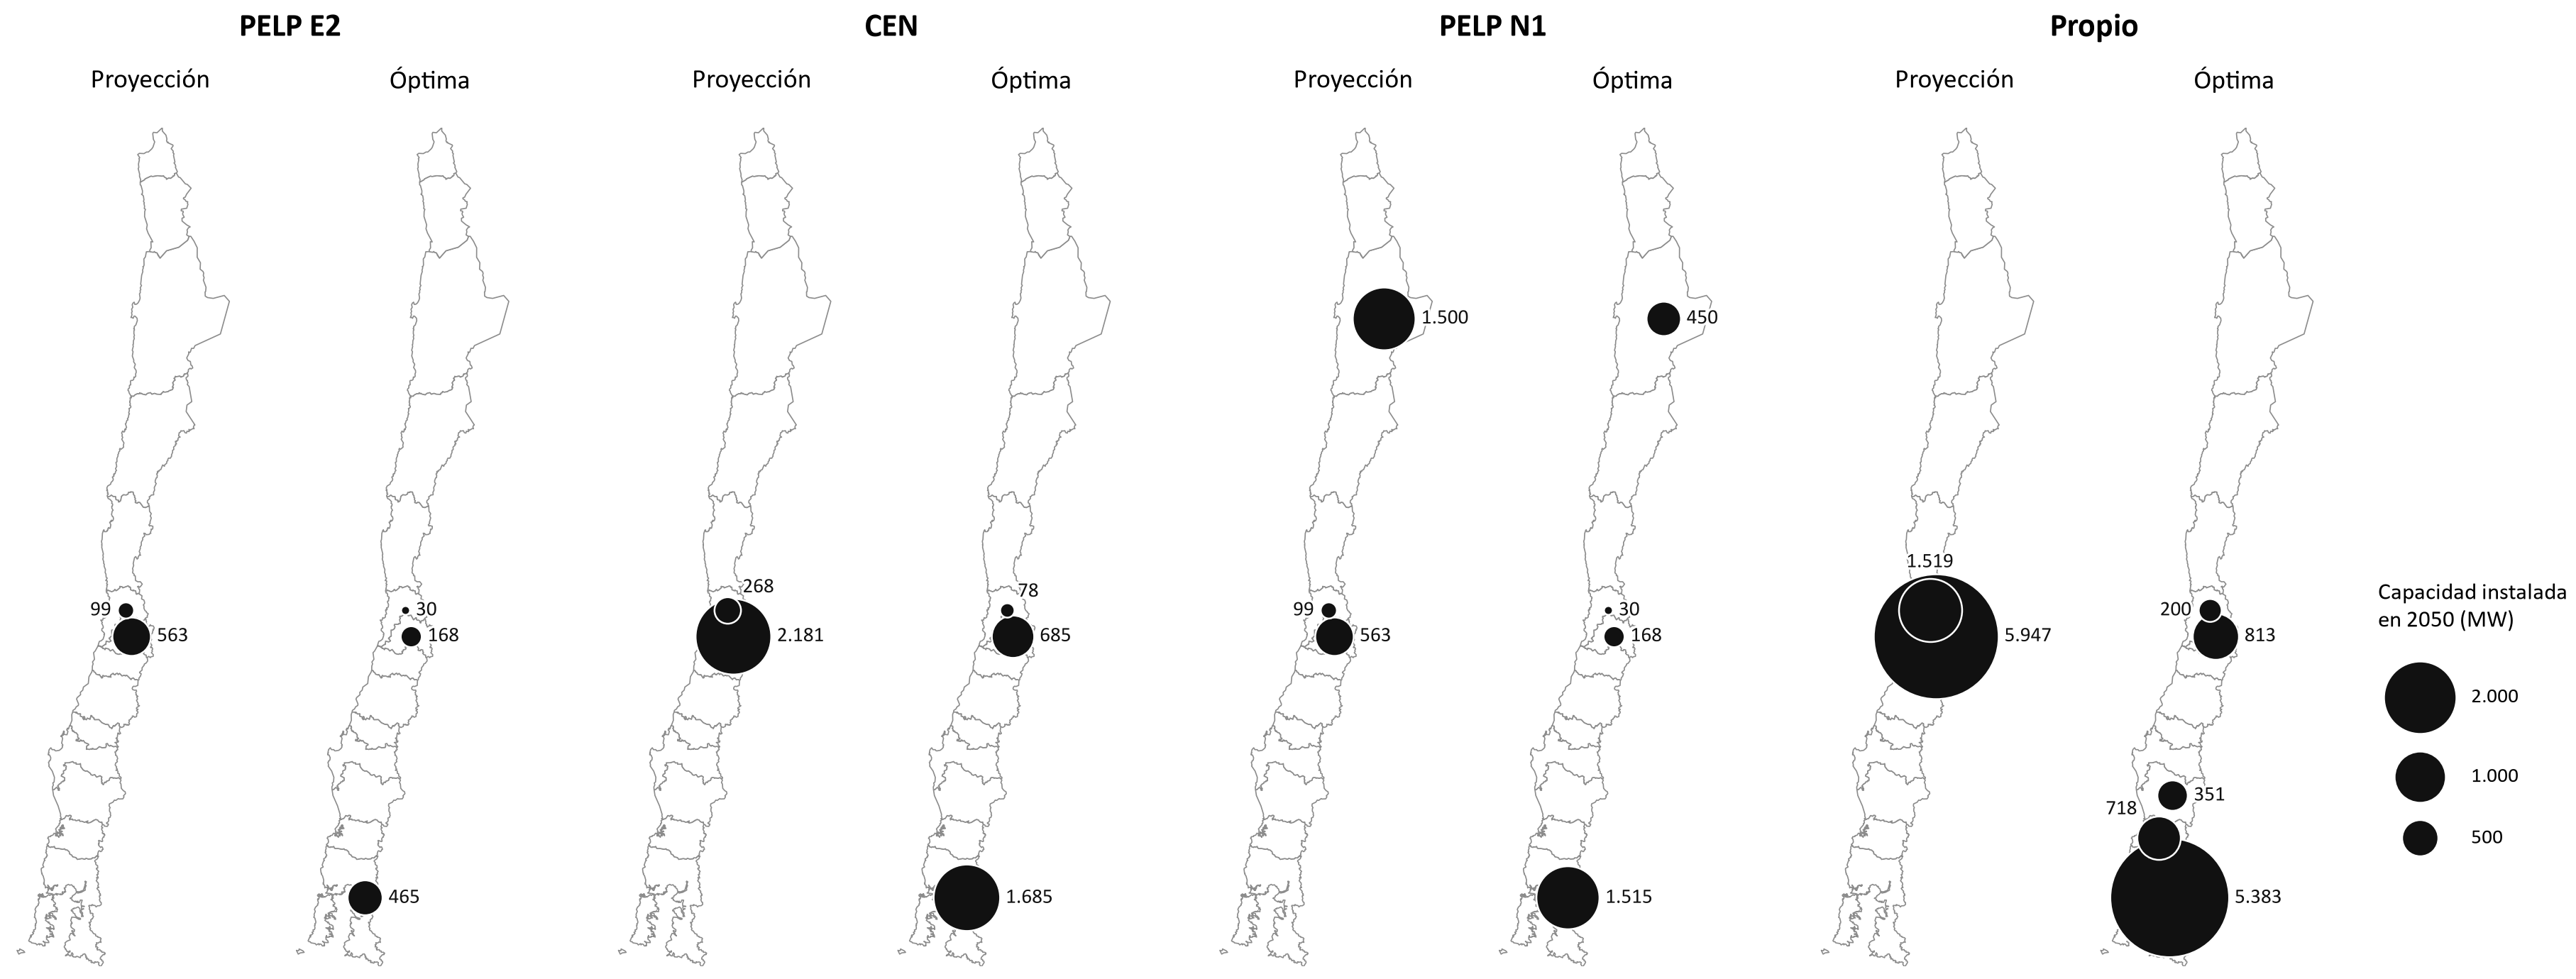 PELP E2
CEN
PELP N1
Propio
Proyección
Óptima
Proyección
Óptima
Proyección
Óptima
Proyección
Óptima
99
563
30
168
465
268
2.181
78
685
1.685
1.500
99
563
450
30
168
1.515
1.519
5.947
200
813
351
718
5.383
Capacidad instalada
en 2050 (MW)
2.000
1.000
500